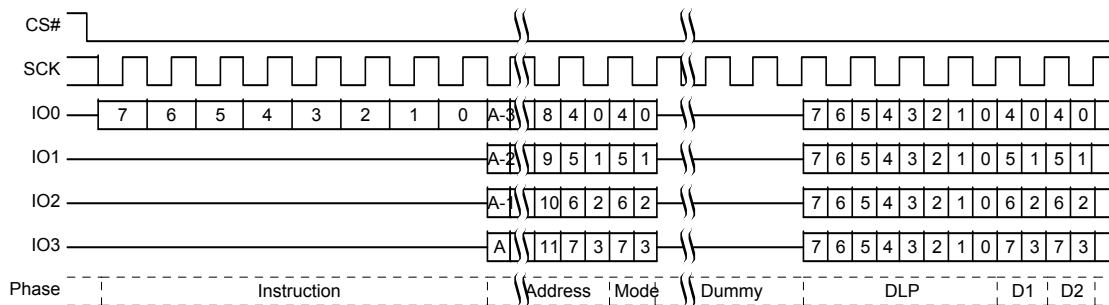 CS#
SCK
IO0 7 6 5 4 3 2 1 0 A-3 8 4 0 4 0 7 6 5 4 3 2 1 0 4 0 4 0
IO1 A-2 9 5 1 5 1 7 6 5 4 3 2 1 0 5 1 5 1
IO2 A-1 10 6 2 6 2 7 6 5 4 3 2 1 0 6 2 6 2
IO3 A 11 7 3 7 3 7 6 5 4 3 2 1 0 7 3 7 3
Phase Instruction Address Mode Dummy DLP D1 D2